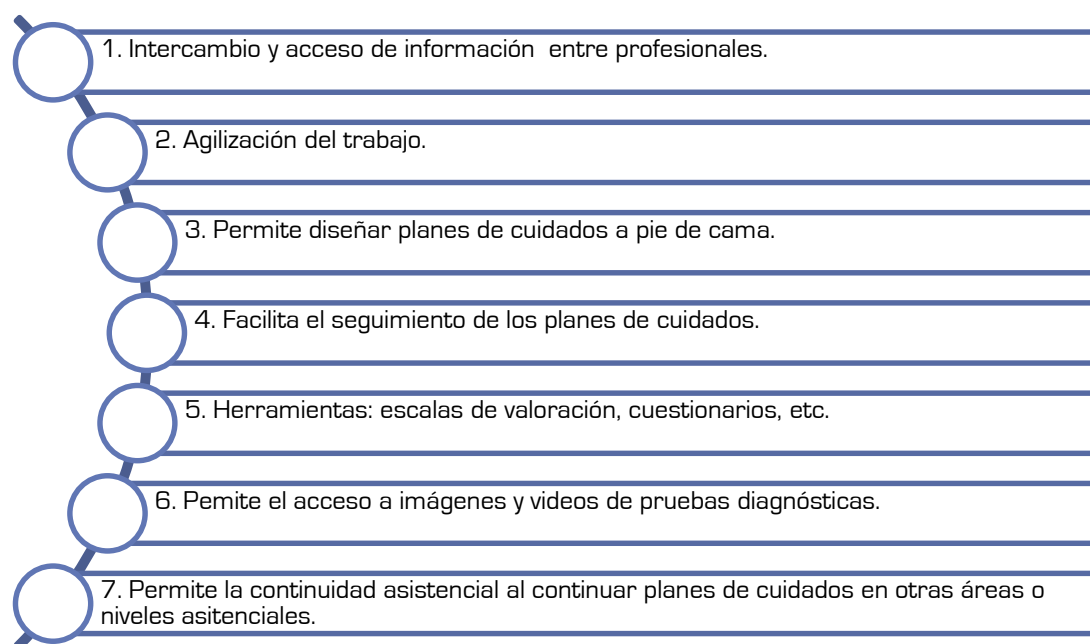 1. Intercambio y acceso de información  entre profesionales.
2. Agilización del trabajo.
3. Permite diseñar planes de cuidados a pie de cama.
4. Facilita el seguimiento de los planes de cuidados.
5. Herramientas: escalas de valoración, cuestionarios, etc.
6. Pemite el acceso a imágenes y videos de pruebas diagnósticas.
7. Permite la continuidad asistencial al continuar planes de cuidados en otras áreas o
niveles asitenciales.